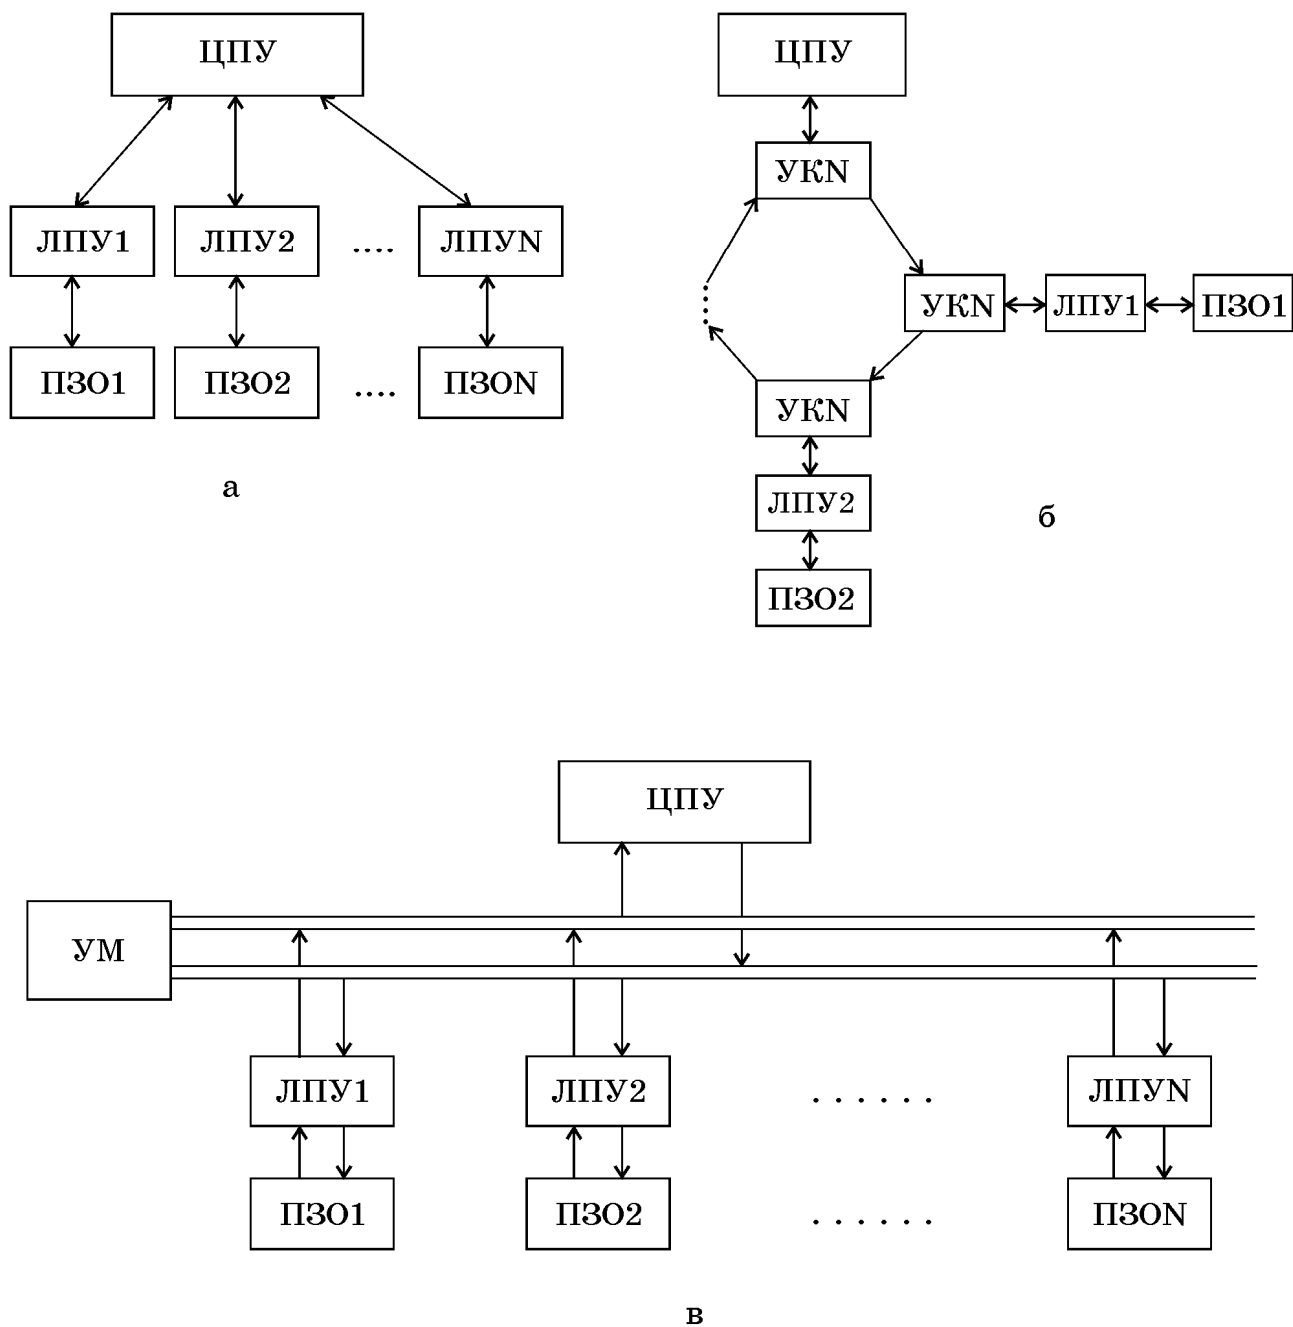 ЦПУ
ЛПУ1 ЛПУ2 .... ЛПУN
ПЗО1 ПЗО2 .... ПЗОN
а
ЦПУ
УКN
УКN ЛПУ1 ПЗО1
УКN
ЛПУ2
ПЗО2
б
ЦПУ
УМ
ЛПУ1 ЛПУ2 . . . . . . ЛПУN
ПЗО1 ПЗО2 . . . . . . ПЗОN
в